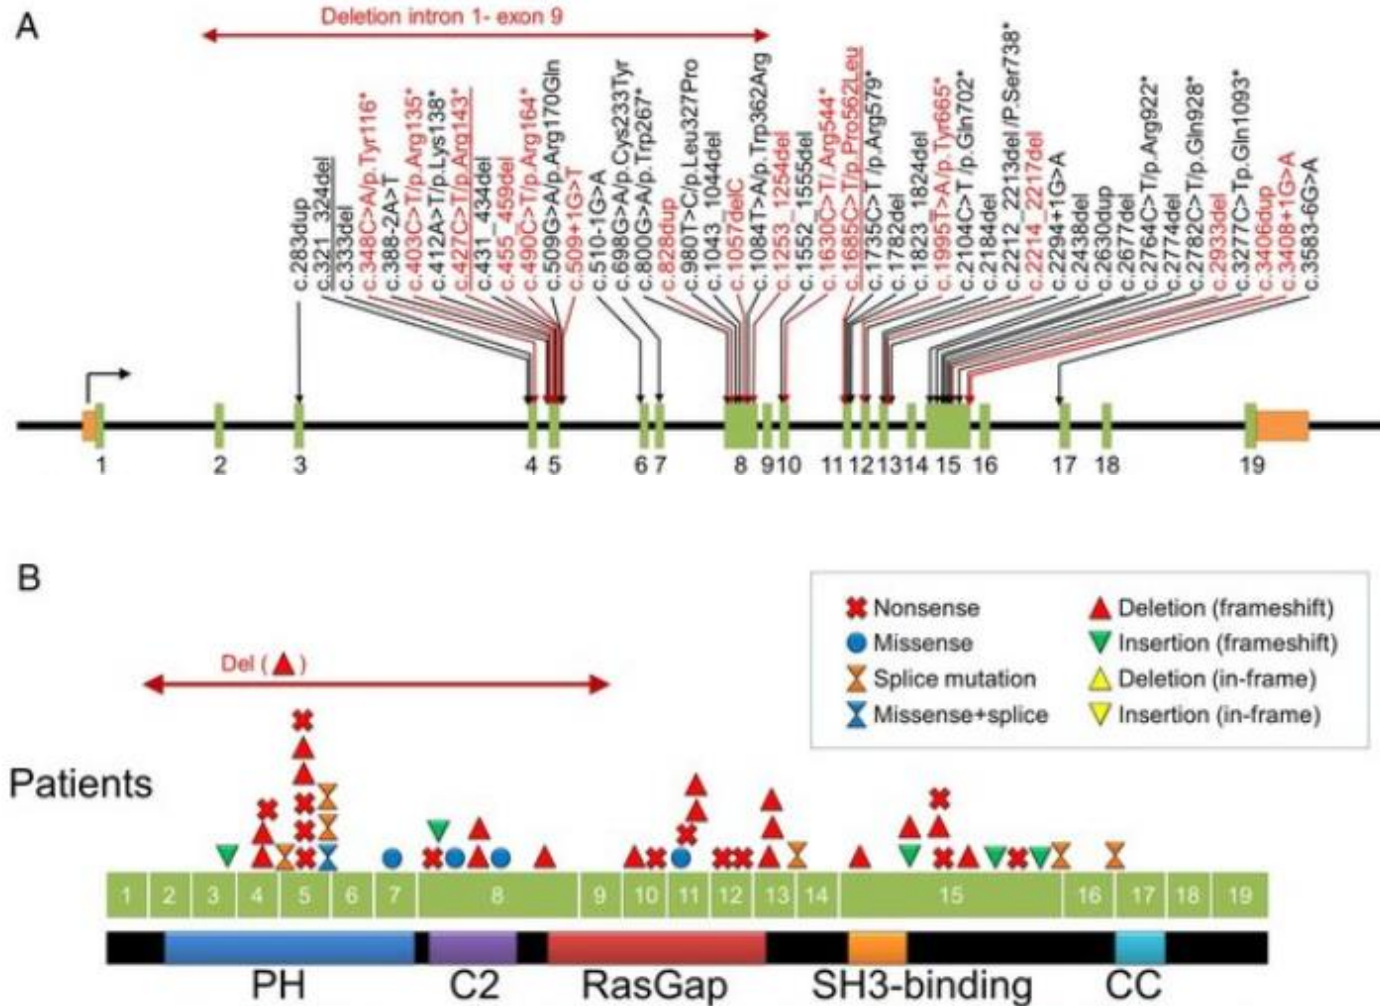 A
Deletion intron 1- exon 9
c.283dup
c.321_324del
c.333del
c.348C>A/p.Tyr116*
c.403C>T/p.Arg135*
c.388-2A>T
c.412A>T/p.Lys138*
c.427C>T/p.Arg143*
c.431_434del
c.455_459del
c.490C>T/p.Arg164*
c.509G>A/p.Arg170Gln
c.509+1G>T
c.510-1G>A
c.698G>A/p.Cys233Tyr
c.800G>A/p.Trp267*
c.828dup
c.980T>C/p.Leu327Pro
c.1043_1044del
c.1057delC
c.1084T>A/p.Trp362Arg
c.1253_1254del
c.1552_1555del
c.1630C>T/.Arg544*
c.1685C>T/p.Pro562Leu
c.1735C>T /p.Arg579*
c.1782del
c.1823_1824del
c.1995T>A /p.Tyr665*
c.2104C>T /p.Gln702*
c.2184del
c.2212_2213del /P.Ser738*
c.2214_2217del
c.2294+1G>A
c.2438del
c.2630dup
c.2677del
c.2764C>T/p.Arg922*
c.2774del
c.2782C>T/p.Gln928*
c.2933del
c.3277C>Tp.Gln1093*
c.3406dup
c.3408+1G>A
c.3583-6G>A
1 2 3 4 5 6 7 8 9 10 11 12 13 14 15 16 17 18 19
B
Nonsense
Missense
Splice mutation
Missense+splice
Deletion (frameshift)
Insertion (frameshift)
Deletion (in-frame)
Insertion (in-frame)
Del ( )
Patients
1 2 3 4 5 6 7 8 9 10 11 12 13 14 15 16 17 18 19
PH C2 RasGap SH3-binding CC